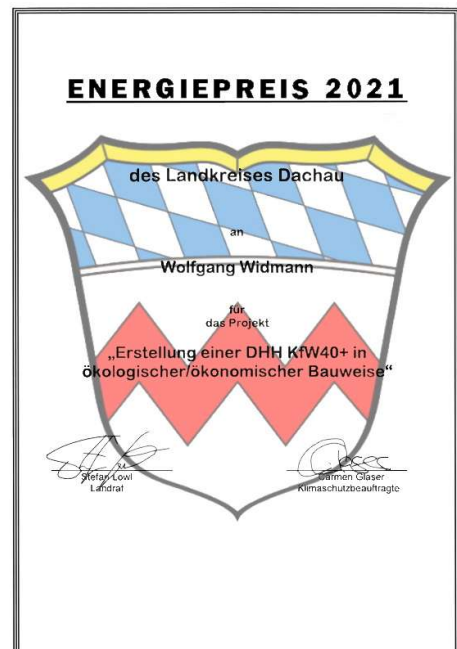 ENERGIEPREIS 2021
des Landkreises Dachau
an
Wolfgang Widmann
für
das Projekt
„Erstellung einer DHH KfW40+ in
ökologischer/ökonomischer Bauweise“
Stefan Löwl
Landrat
Carmen Glaser
Klimaschutzbeauftragte